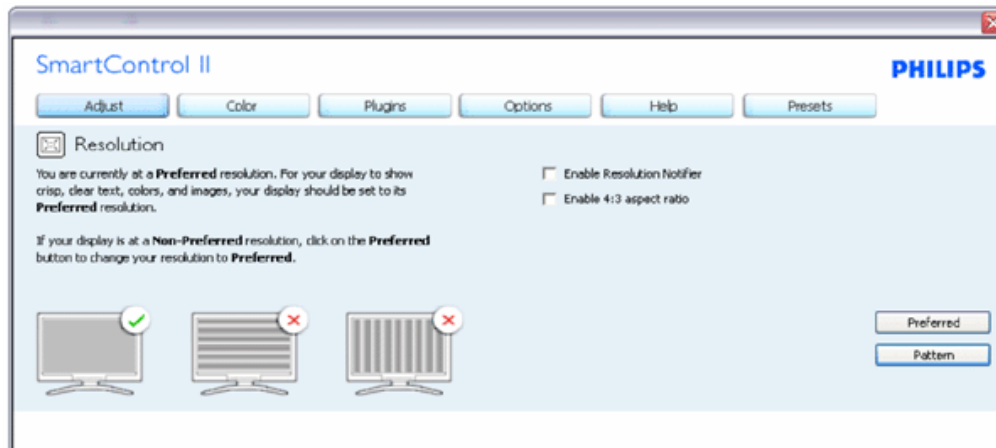 SmartControl II
PHILIPS
Adjust
Color
Plugins
Options
Help
Presets
Resolution
You are currently at a Preferred resolution. For your display to show
crisp, clear text, colors, and images, your display should be set to its
Preferred resolution.
If your display is at a Non-Preferred resolution, click on the Preferred
button to change your resolution to Preferred.
Enable Resolution Notifier
Enable 4:3 aspect ratio
Preferred
Pattern